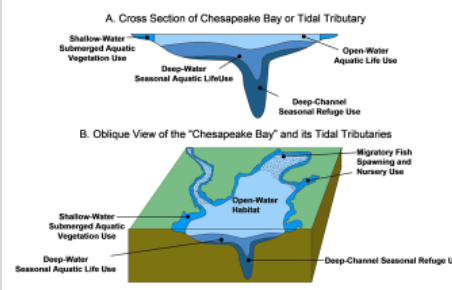 A. Cross Section of Chesapeake Bay or Tidal Tributary
Shallow-Water
Submerged Aquatic
Vegetation Use
Open-Water
Aquatic Life Use
Deep-Water
Seasonal Aquatic LifeUse
Deep-Channel
Seasonal Refuge Use
B. Oblique View of the "Chesapeake Bay" and its Tidal Tributaries
Migratory Fish
Spawning and
Nursery Use
Open-Water
Habitat
Shallow-Water
Submerged Aquatic
Vegetation Use
Deep-Water
Seasonal Aquatic Life Use
Deep-Channel Seasonal Refuge U